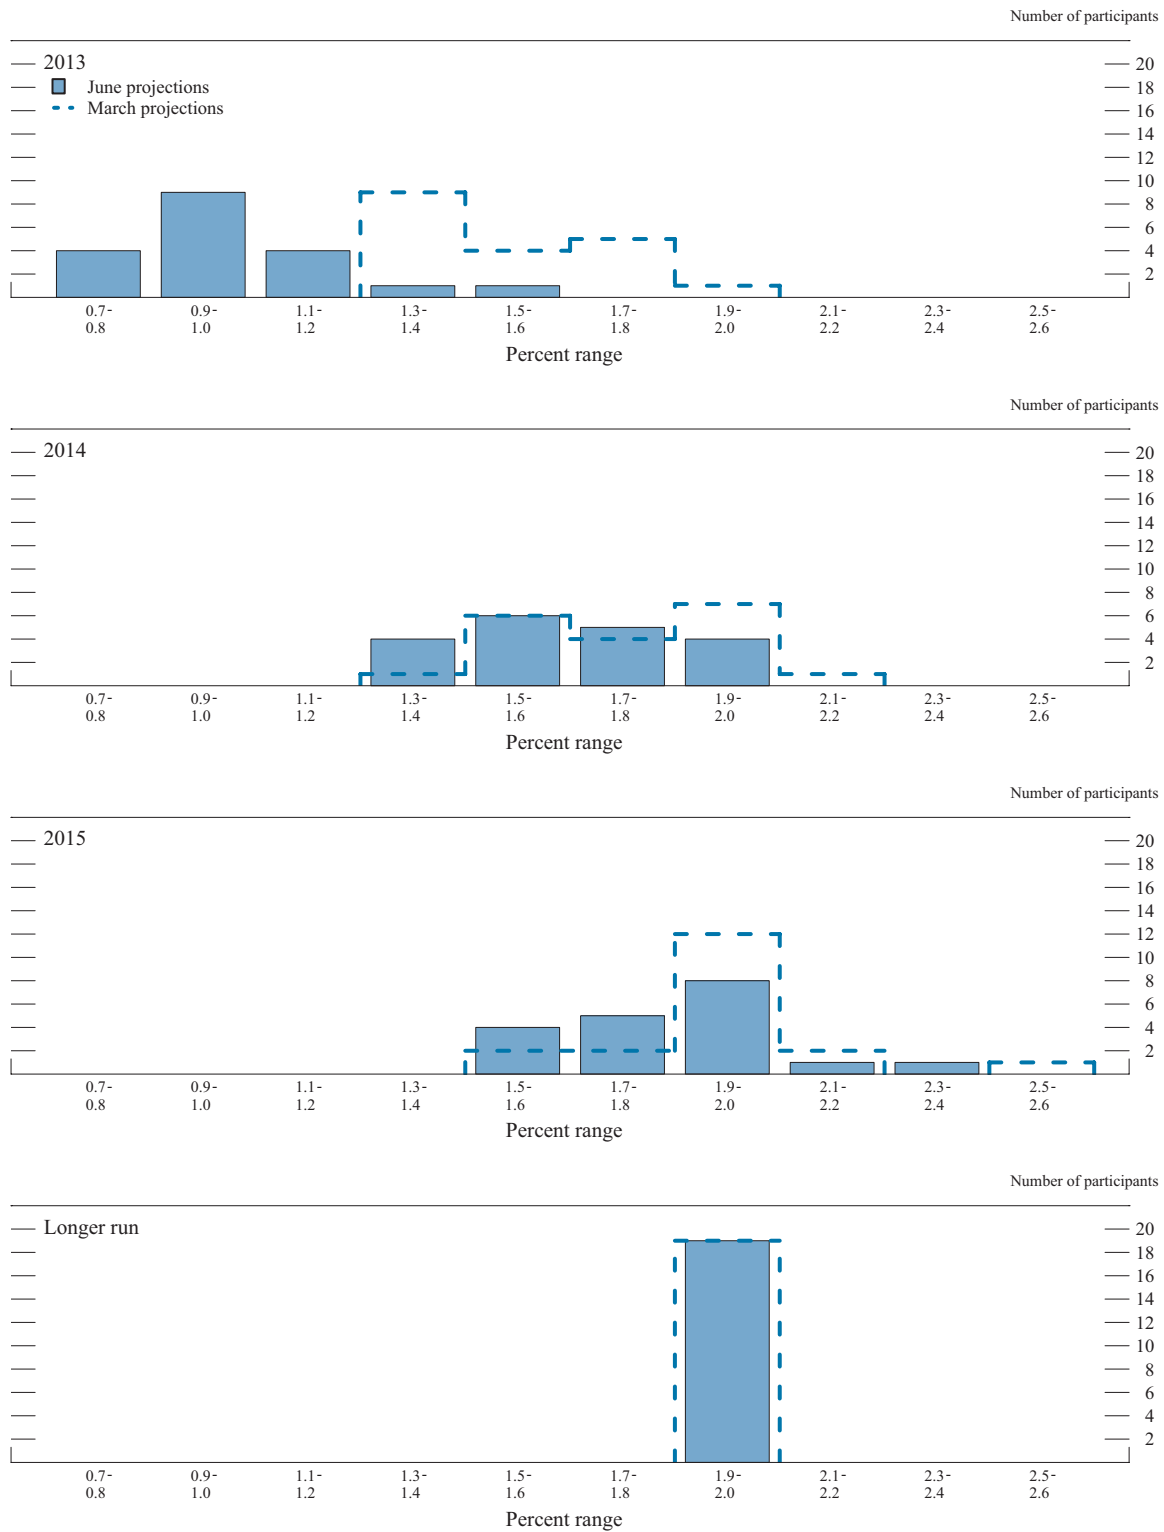 Number of participants
2013
June projections
March projections
20
18
16
14
12
10
8
6
4
2
0.7- 0.9- 1.1- 1.3- 1.5- 1.7- 1.9- 2.1- 2.3- 2.5-
0.8 1.0 1.2 1.4 1.6 1.8 2.0 2.2 2.4 2.6
Percent range
Number of participants
2014
20
18
16
14
12
10
8
6
4
2
0.7- 0.9- 1.1- 1.3- 1.5- 1.7- 1.9- 2.1- 2.3- 2.5-
0.8 1.0 1.2 1.4 1.6 1.8 2.0 2.2 2.4 2.6
Percent range
Number of participants
2015
20
18
16
14
12
10
8
6
4
2
0.7- 0.9- 1.1- 1.3- 1.5- 1.7- 1.9- 2.1- 2.3- 2.5-
0.8 1.0 1.2 1.4 1.6 1.8 2.0 2.2 2.4 2.6
Percent range
Number of participants
Longer run
20
18
16
14
12
10
8
6
4
2
0.7- 0.9- 1.1- 1.3- 1.5- 1.7- 1.9- 2.1- 2.3- 2.5-
0.8 1.0 1.2 1.4 1.6 1.8 2.0 2.2 2.4 2.6
Percent range